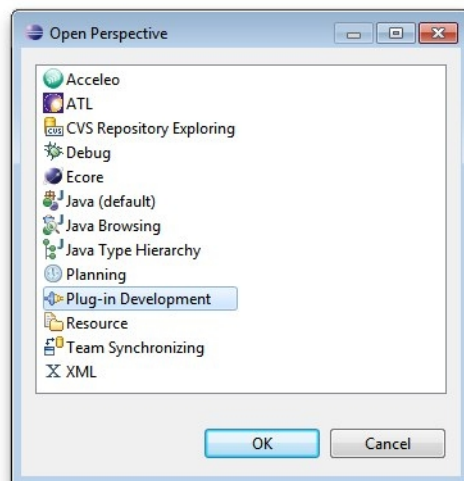 Open Perspective
Acceleo
ATL
CVS Repository Exploring
Debug
Ecore
Java (default)
Java Browsing
Java Type Hierarchy
Planning
Plug-in Development
Resource
Team Synchronizing
XML
OK
Cancel